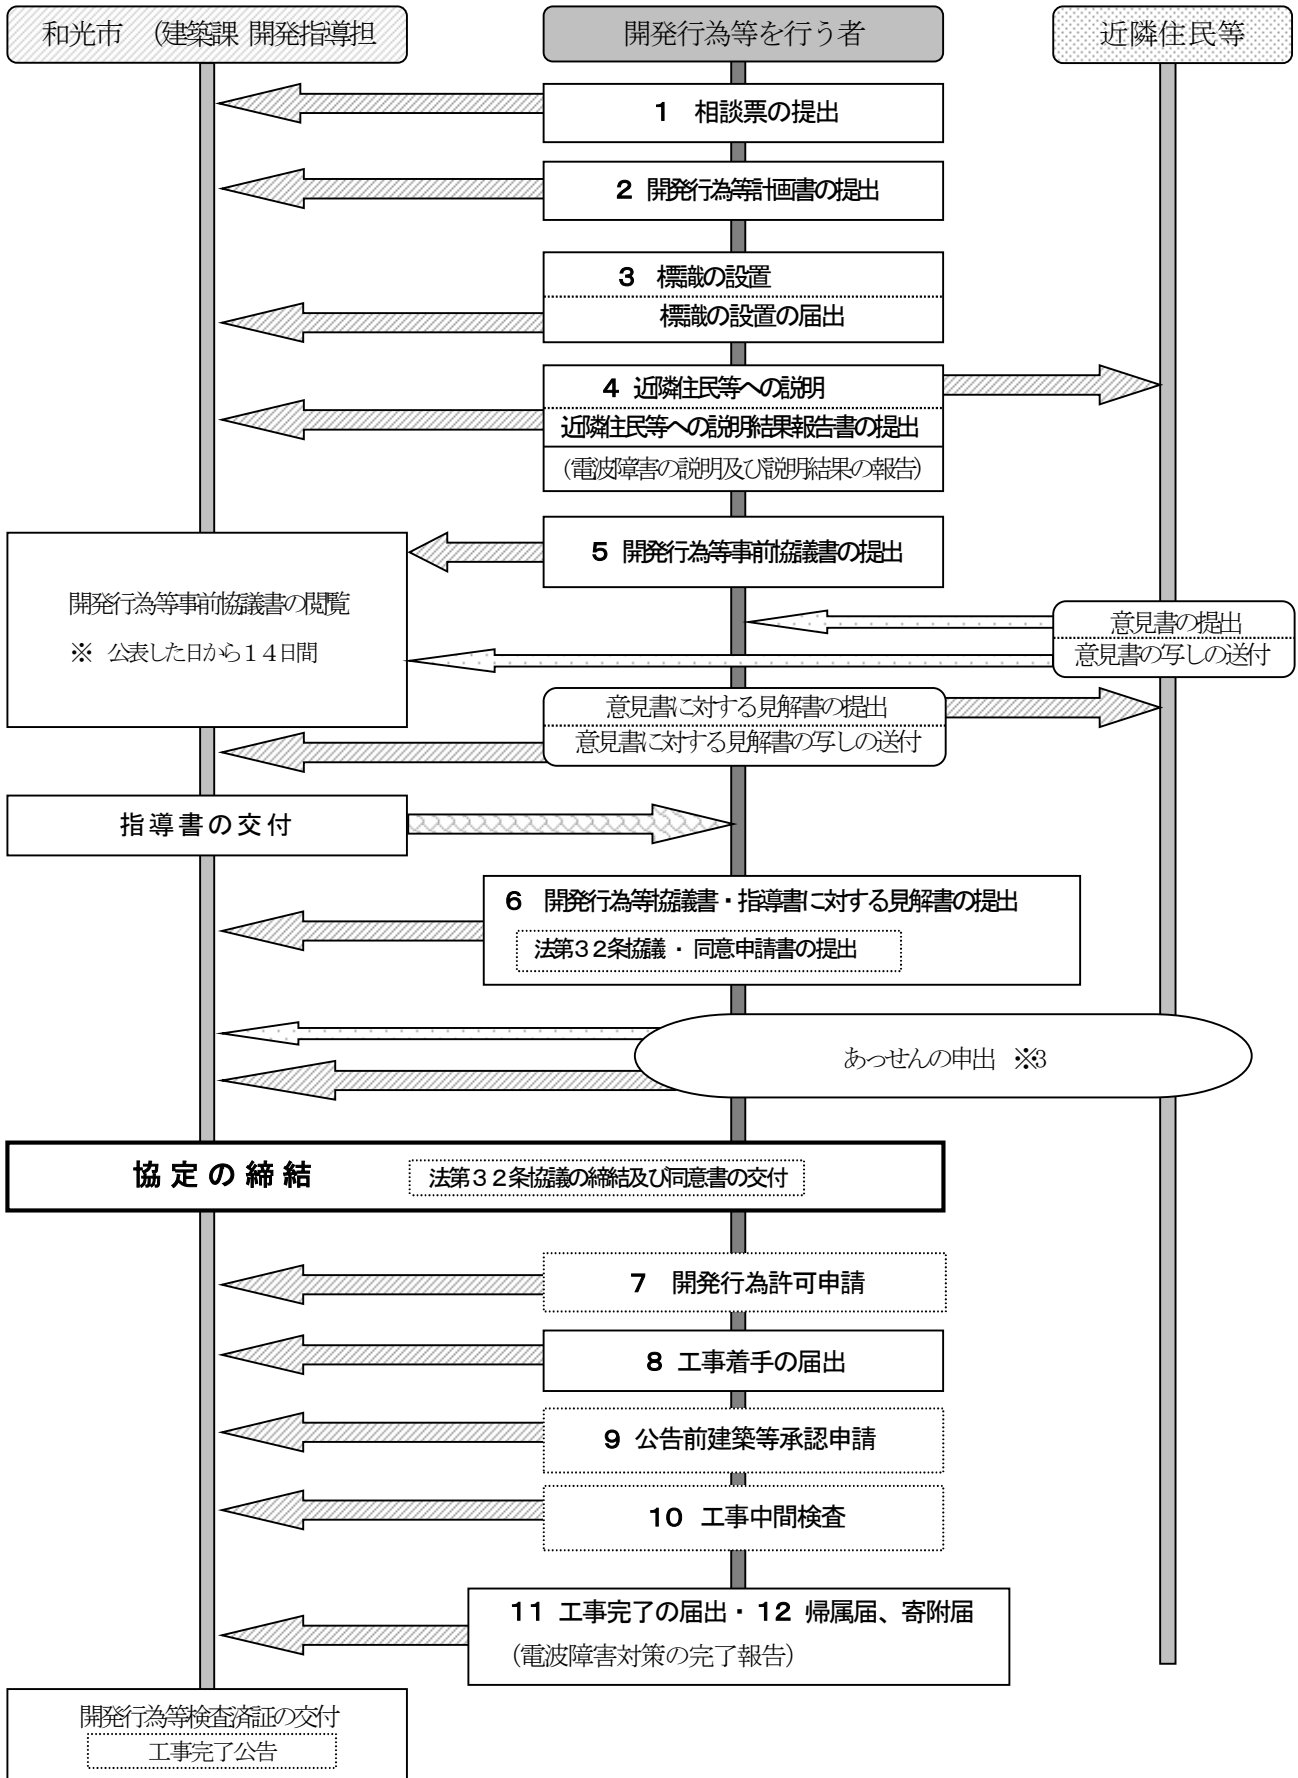 和光市　(建築課 開発指導担
開発行為等を行う者
近隣住民等
１　相談票の提出
２ 開発行為等計画書の提出
３　標識の設置
標識の設置の届出
４ 近隣住民等への説明
近隣住民等への説明結果報告書の提出
(電波障害の説明及び説明結果の報告)
５ 開発行為等事前協議書の提出
開発行為等事前協議書の閲覧
※ 公表した日から１４日間
意見書の提出
意見書の写しの送付
意見書に対する見解書の提出
意見書に対する見解書の写しの送付
指導書の交付
６　開発行為等協議書・指導書に対する見解書の提出
法第３２条協議 ・ 同意申請書の提出
あっせんの申出 ※3
協 定 の 締 結
法第３２条協議の締結及び同意書の交付
７　開発行為許可申請
８ 工事着手の届出
９ 公告前建築等承認申請
１０ 工事中間検査
１１ 工事完了の届出・１２ 帰属届、寄附届
(電波障害対策の完了報告)
開発行為等検査済証の交付
工事完了公告